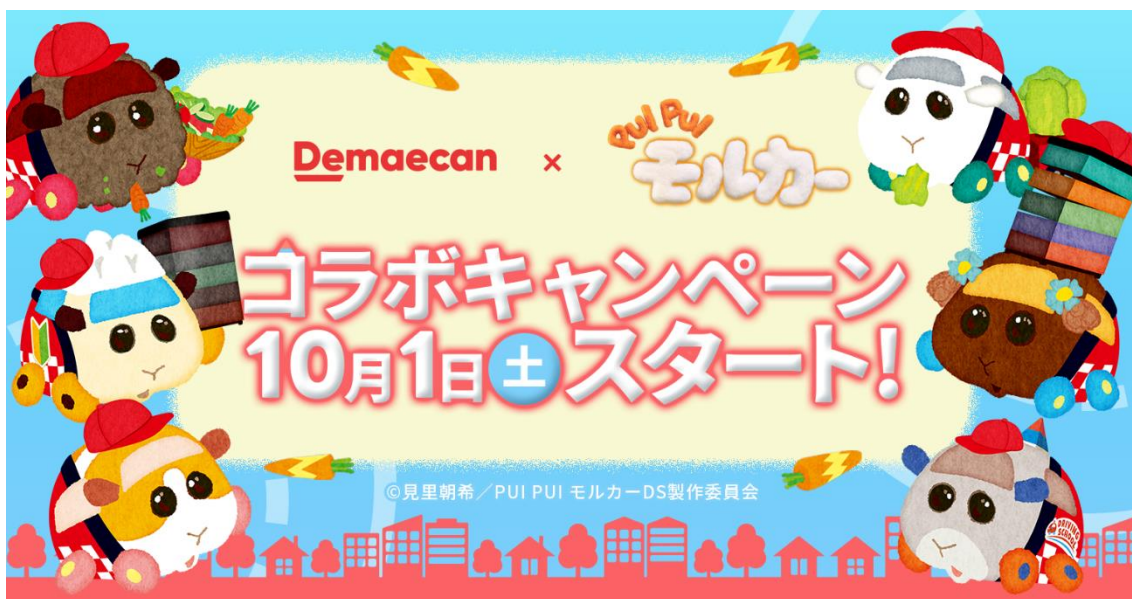 Demaecan × PUI PUI モルカー
コラボキャンペーン
10月1日土スタート!
©見里朝希/PUI PUI モルカーDS製作委員会
DRIVING SCHOOL